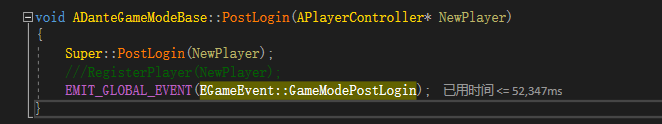 void ADanteGameModeBase::PostLogin(APlayerController* NewPlayer)
{
Super::PostLogin(NewPlayer);
///RegisterPlayer(NewPlayer);
EMIT_GLOBAL_EVENT(EGameEvent::GameModePostLogin); 已用时间 <= 52,347ms
}